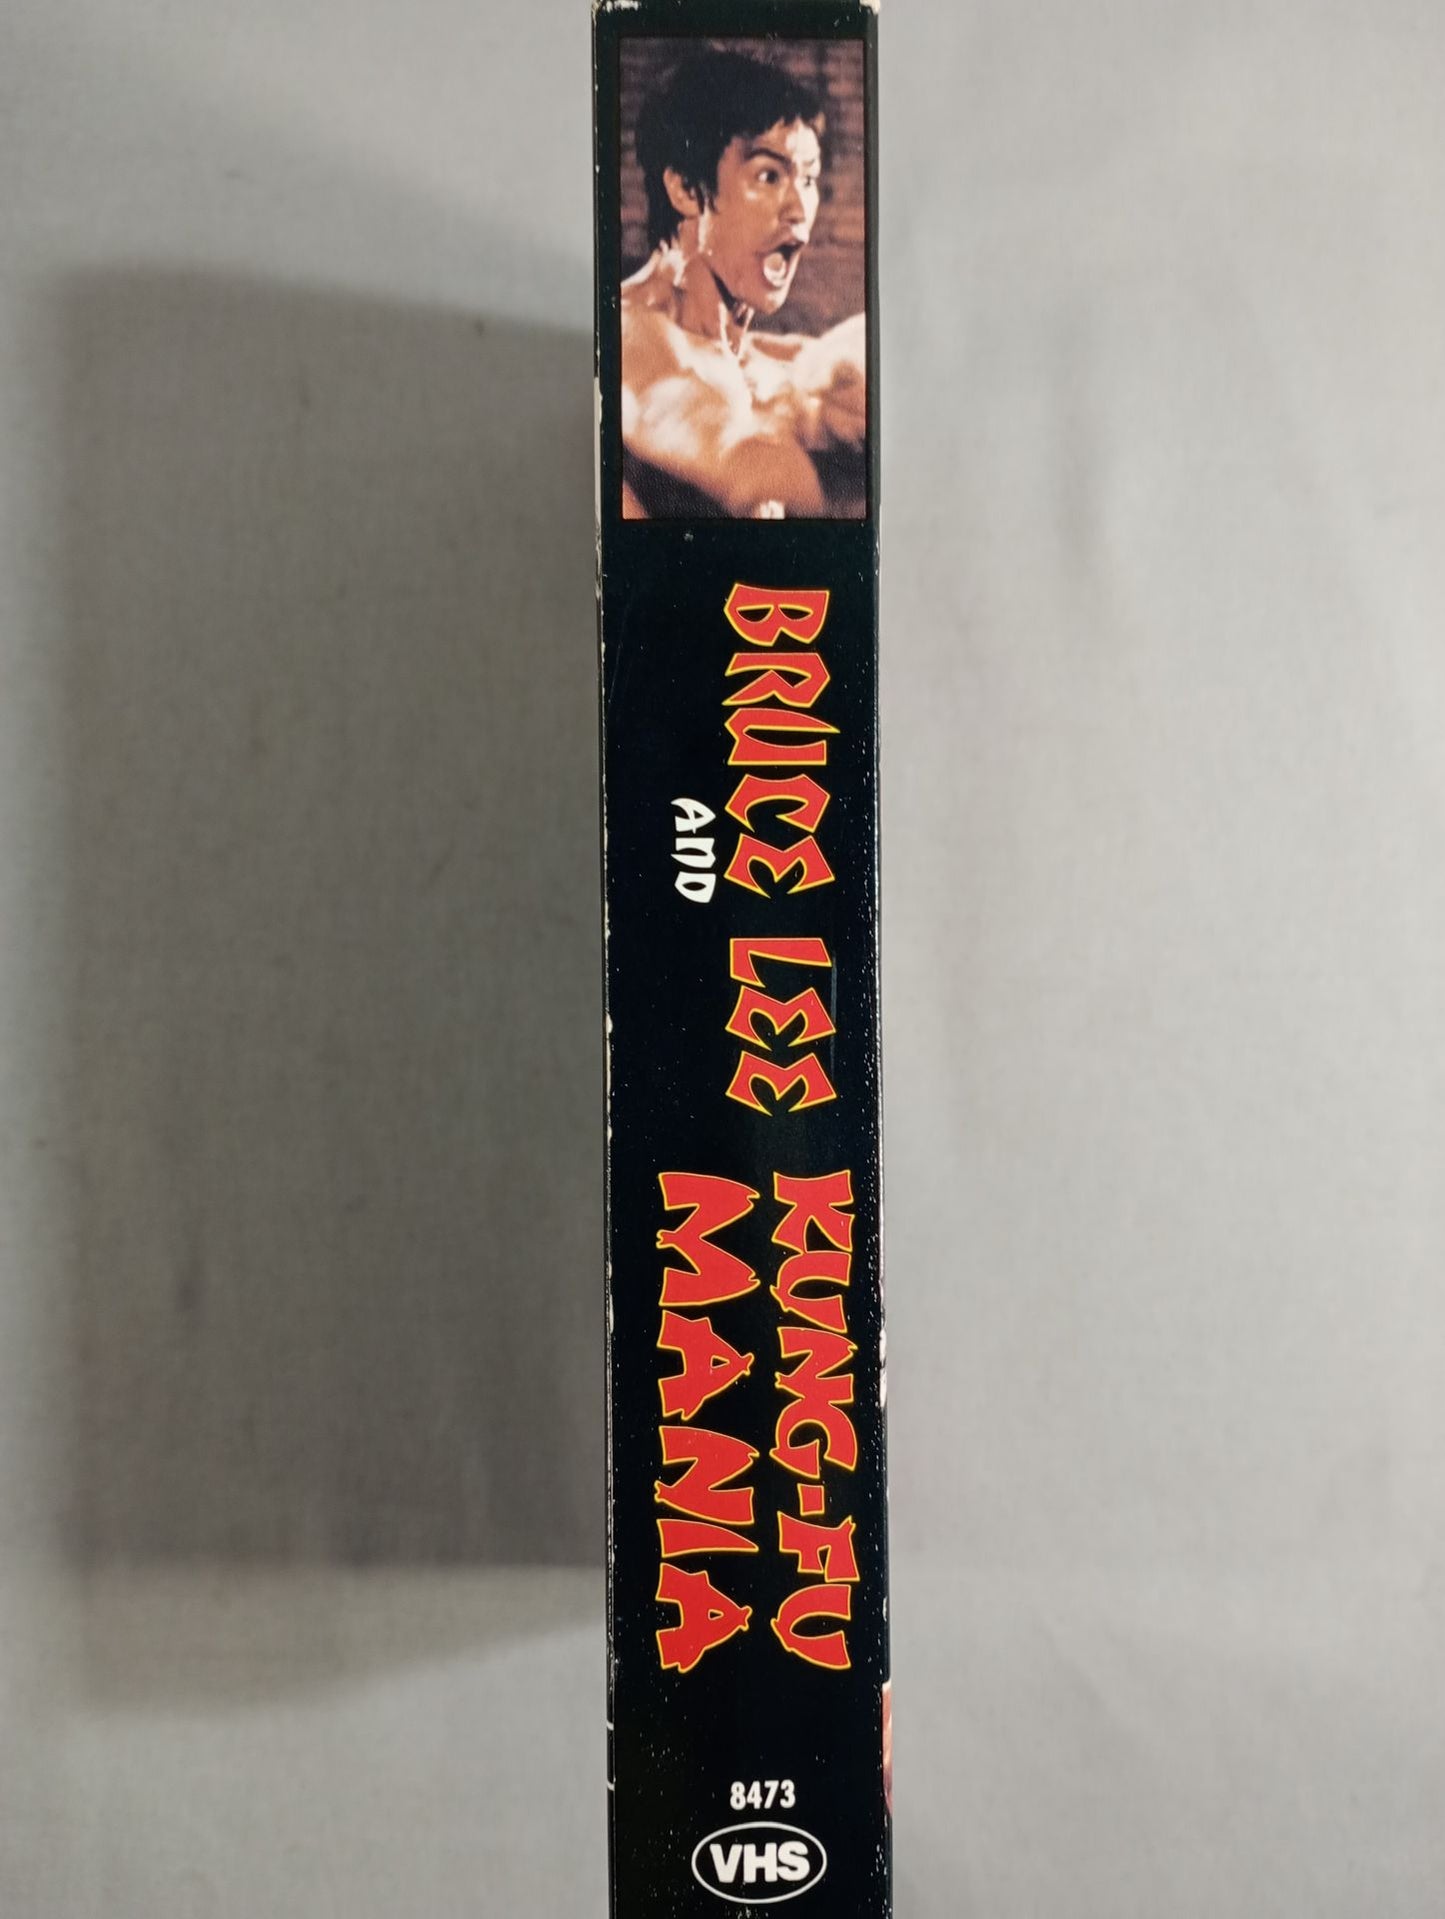 BRUCE LEE
AND
KUNG-FU
MANIA
8473
VHS